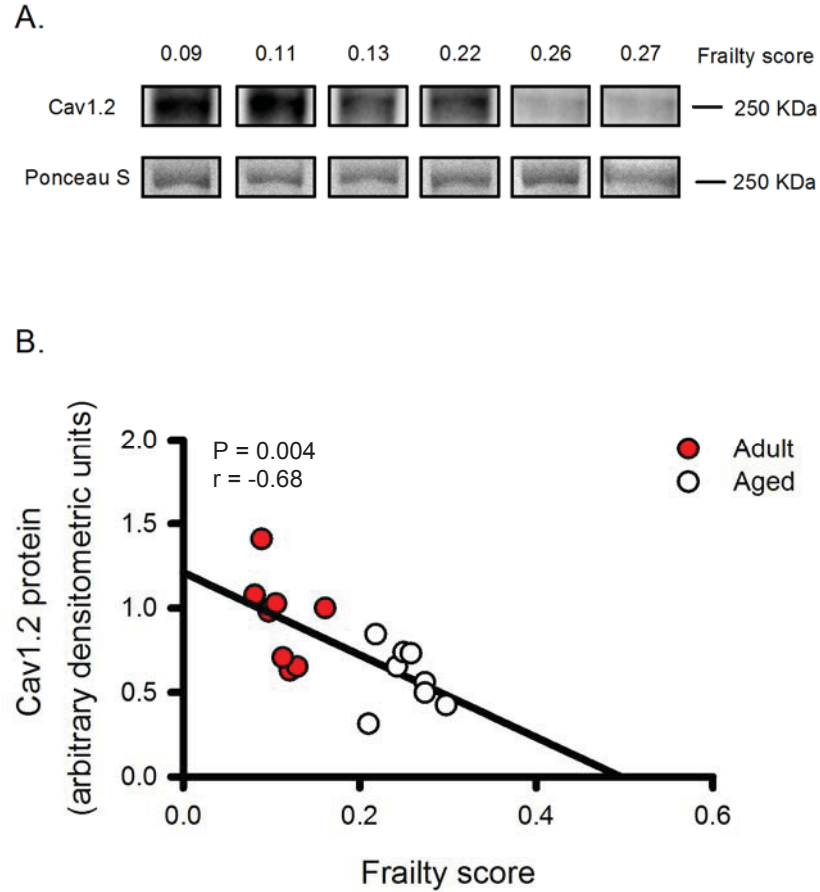 A.
0.09 0.11 0.13 0.22 0.26 0.27 Frailty score
Cav1.2 250 KDa
Ponceau S 250 KDa
B.
P = 0.004
r = -0.68
Adult
Aged
Cav1.2 protein
(arbitrary densitometric units)
2.0
1.5
1.0
0.5
0.0
0.0 0.2 0.4 0.6
Frailty score